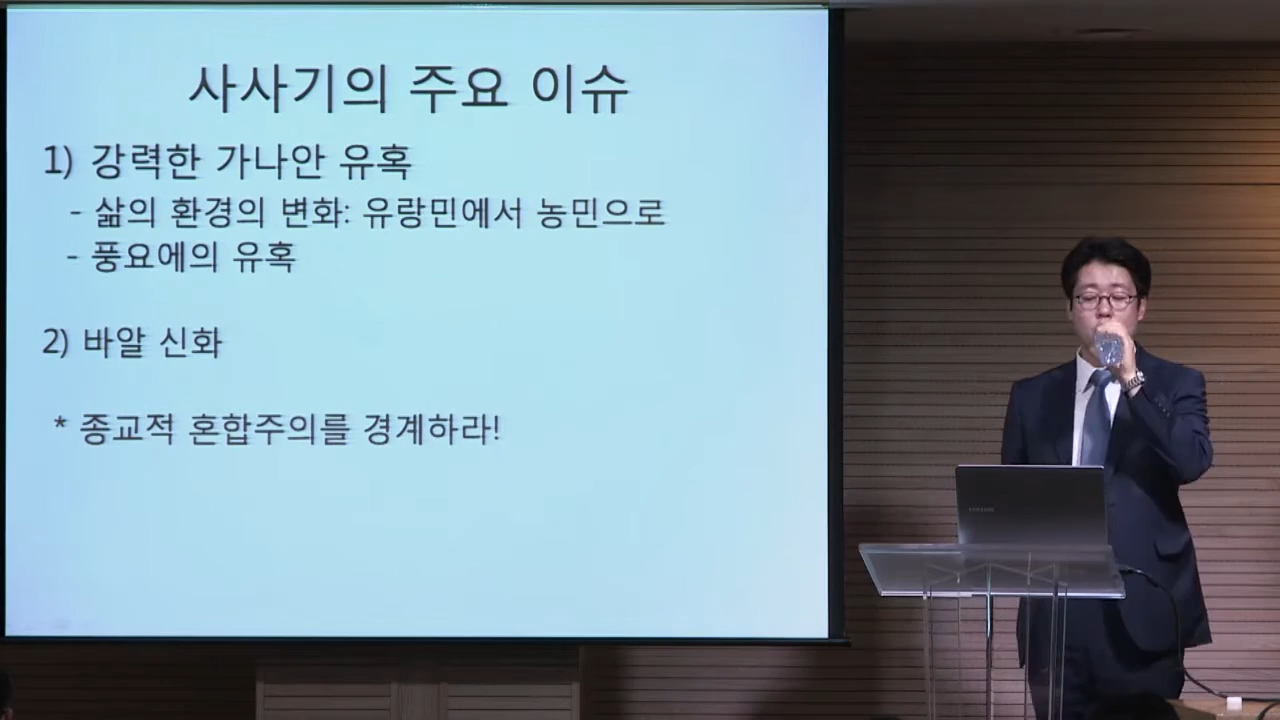 사사기의 주요 이슈
1) 강력한 가나안 유혹
- 삶의 환경의 변화: 유랑민에서 농민으로
- 풍요에의 유혹
2) 바알 신화
* 종교적 혼합주의를 경계하라!
SAMSUNG